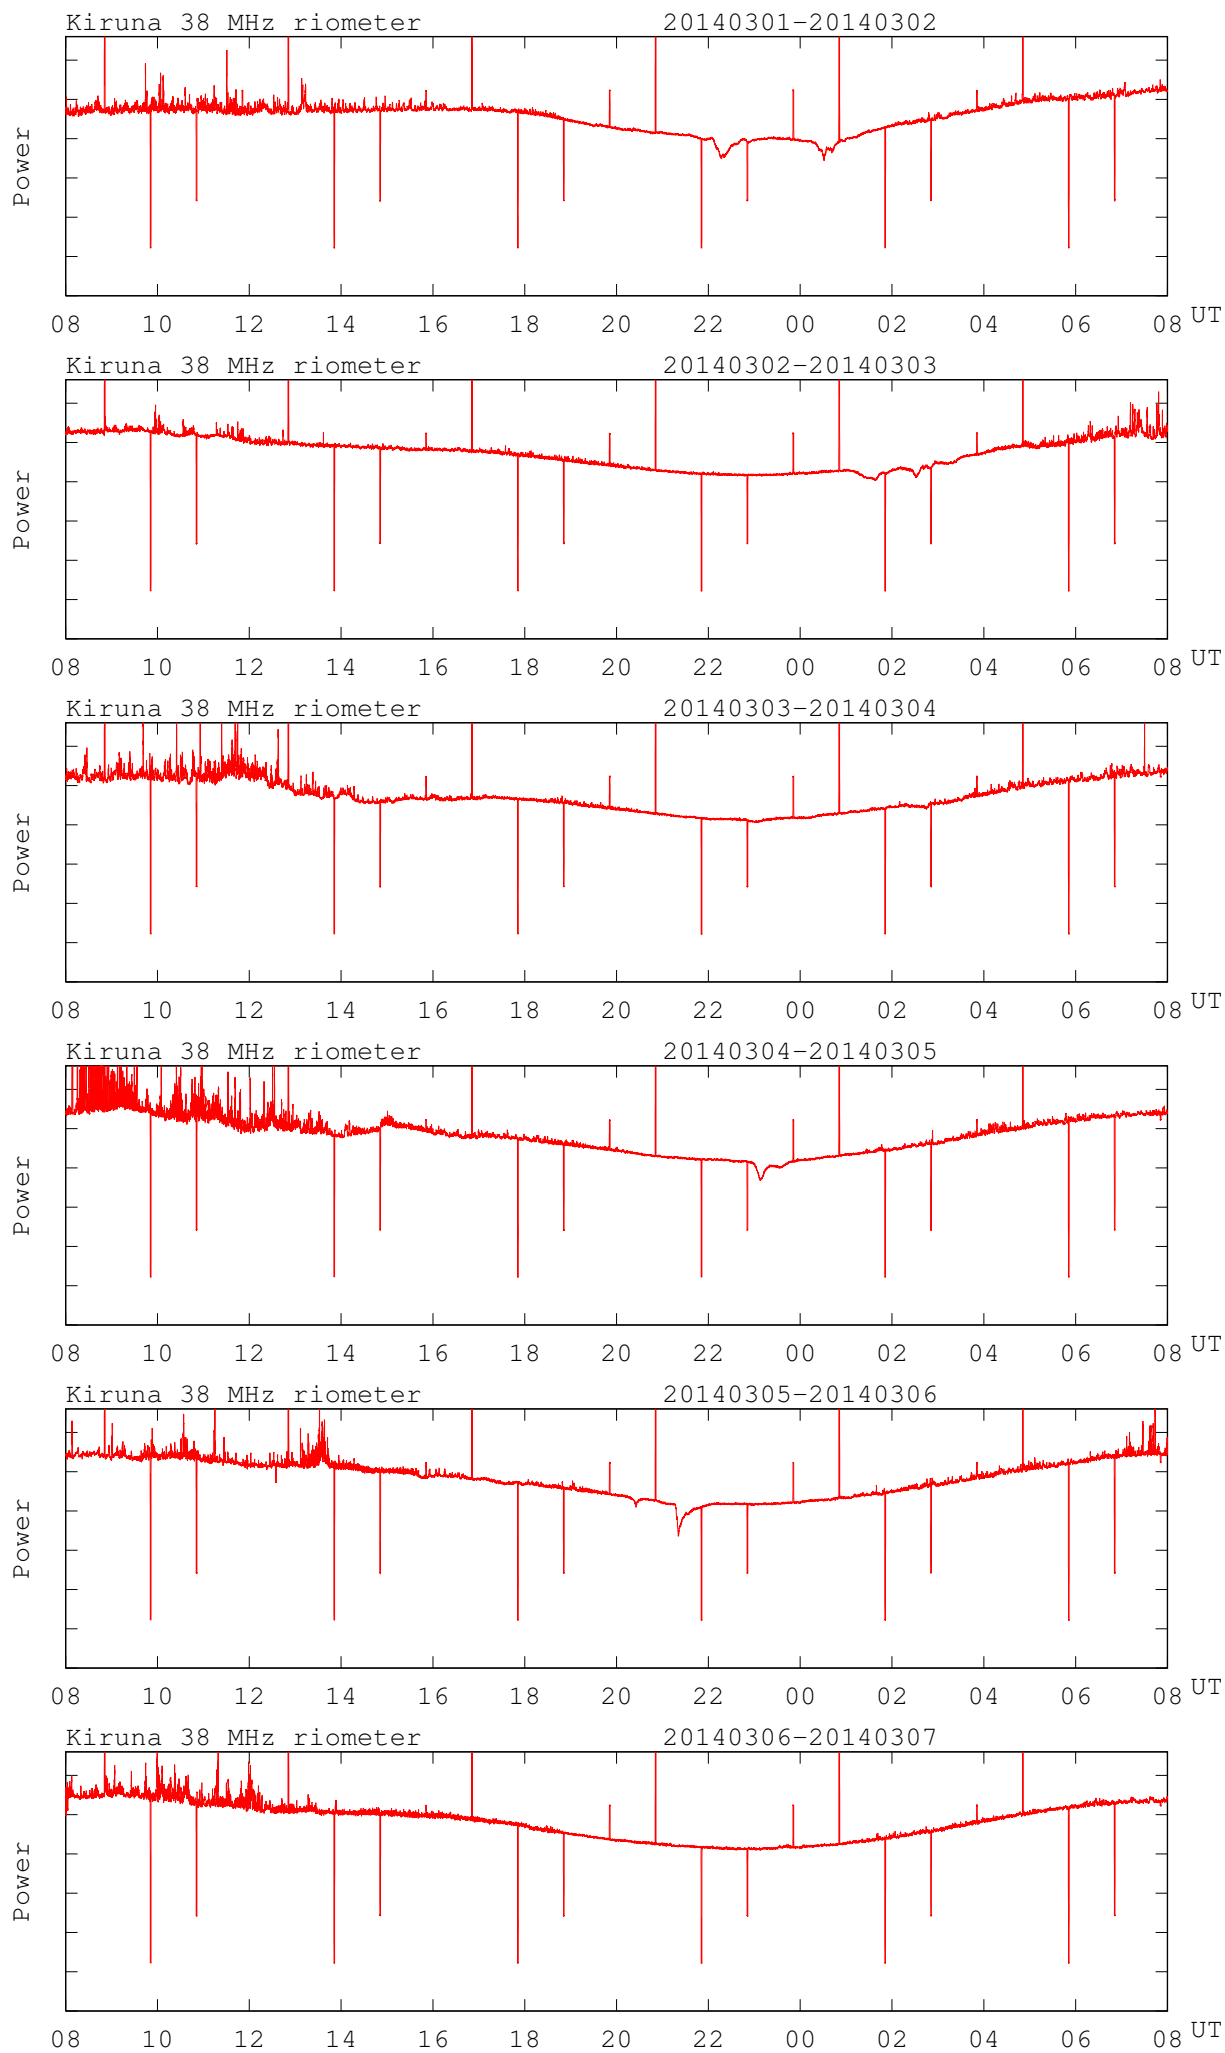 Kiruna 38 MHz riometer 20140301-20140302
Power
08 10 12 14 16 18 20 22 00 02 04 06 08 UT
Kiruna 38 MHz riometer 20140302-20140303
Power
08 10 12 14 16 18 20 22 00 02 04 06 08 UT
Kiruna 38 MHz riometer 20140303-20140304
Power
08 10 12 14 16 18 20 22 00 02 04 06 08 UT
Kiruna 38 MHz riometer 20140304-20140305
Power
08 10 12 14 16 18 20 22 00 02 04 06 08 UT
Kiruna 38 MHz riometer 20140305-20140306
Power
08 10 12 14 16 18 20 22 00 02 04 06 08 UT
Kiruna 38 MHz riometer 20140306-20140307
Power
08 10 12 14 16 18 20 22 00 02 04 06 08 UT